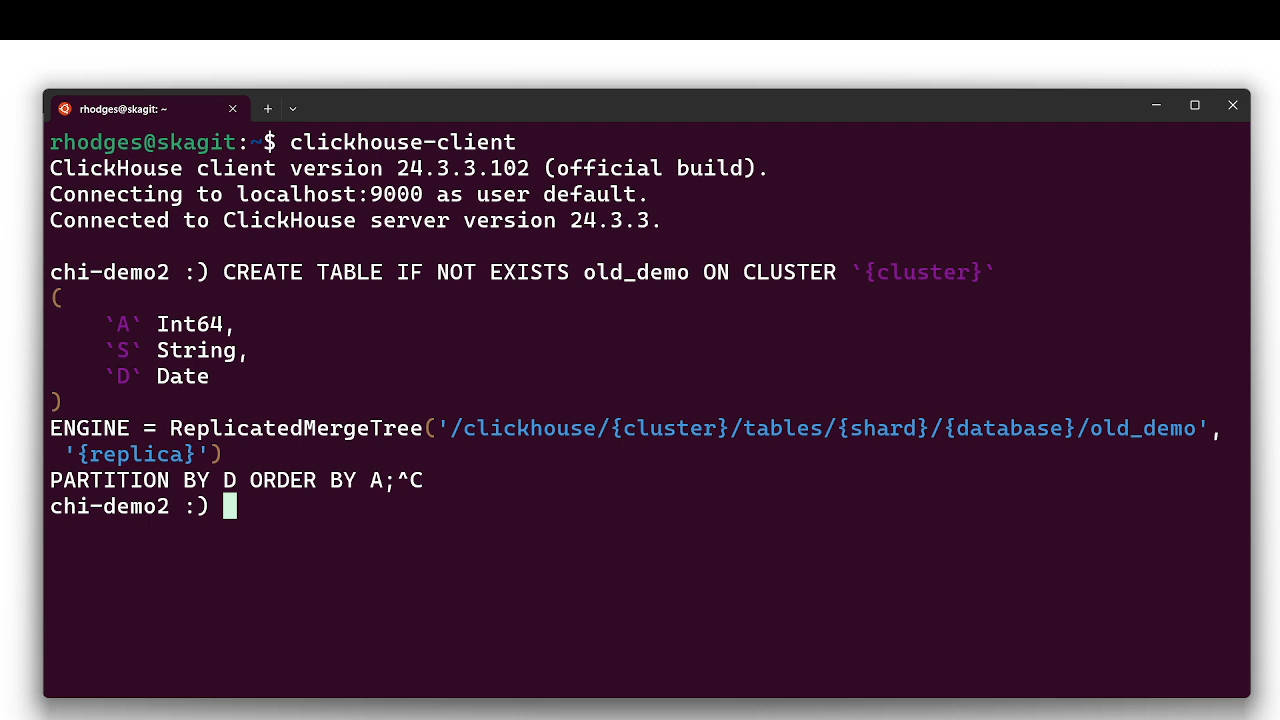 rhodges@skagit: ~
rhodges@skagit:~$ clickhouse-client
ClickHouse client version 24.3.3.102 (official build).
Connecting to localhost:9000 as user default.
Connected to ClickHouse server version 24.3.3.
chi-demo2 :) CREATE TABLE IF NOT EXISTS old_demo ON CLUSTER `{cluster}`
(
    `A` Int64,
    `S` String,
    `D` Date
)
ENGINE = ReplicatedMergeTree('/clickhouse/{cluster}/tables/{shard}/{database}/old_demo',
 '{replica}')
PARTITION BY D ORDER BY A;^C
chi-demo2 :)